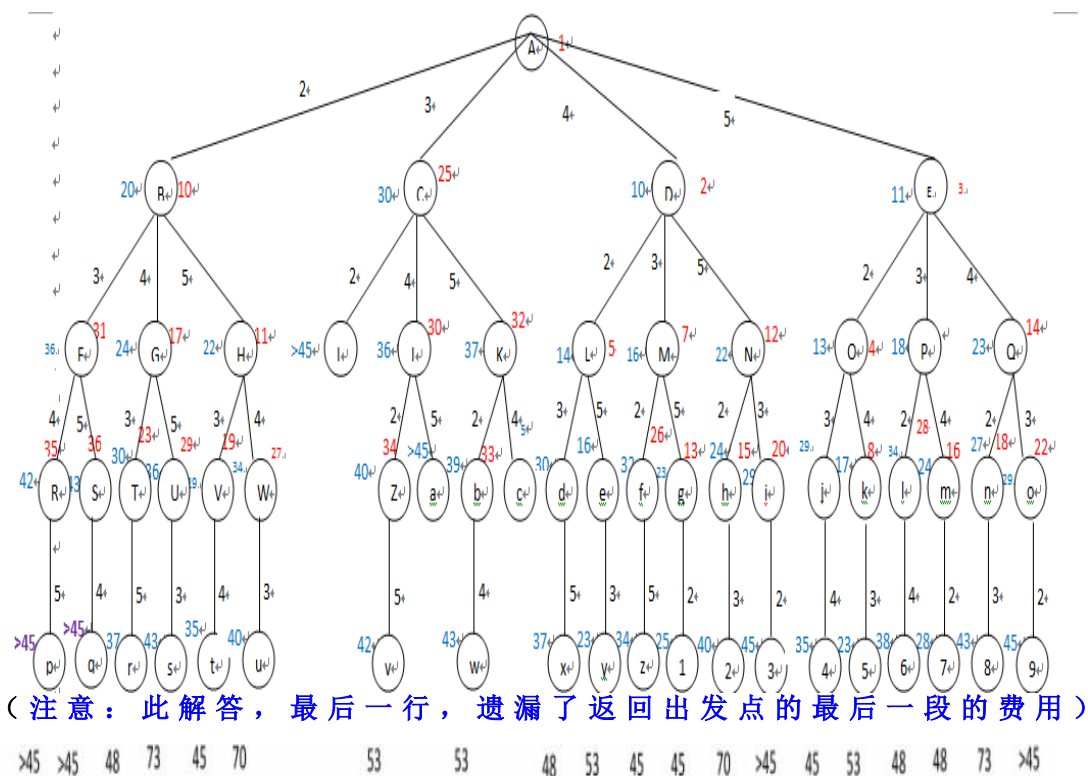 A 1
2 3 4 5
20 B 10 30 C 25 10 D 2 11 E 3
3 4 5 2 4 5 2 3 5 2 3 4
36 F 31 24 G 17 22 H 11 >45 36 30 37 K 32 14 L 5 16 M 7 22 N 12 13 O 4 18 P 23 Q 14
4 5 3 5 3 4 2 5 2 4 3 5 2 5 2 3 3 4 2 4 2 3
35 36 23 29 19 27 34 >45 33 5 16 26 13 15 20 8 28 16 18 22
42 R 43 S 30 T 36 U V 34 W 40 Z a 39 b c 30 d e f 23 g 24 h 29 i 29 j 17 k 34 l 24 m 27 n 29 o
5 4 5 3 4 3 5 4 5 3 5 2 3 2 4 4 4 2 3 2
>45 p >45 q 37 r 43 s 35 t 40 u 42 v 43 w 37 x 23 y 34 z 25 1 40 2 45 3 35 4 23 5 38 6 28 7 43 8 45 9
(注意：此解答，最后一行，遗漏了返回出发点的最后一段的费用)
>45 >45 48 73 45 70 53 53 48 53 45 45 70 >45 45 53 48 48 73 >45